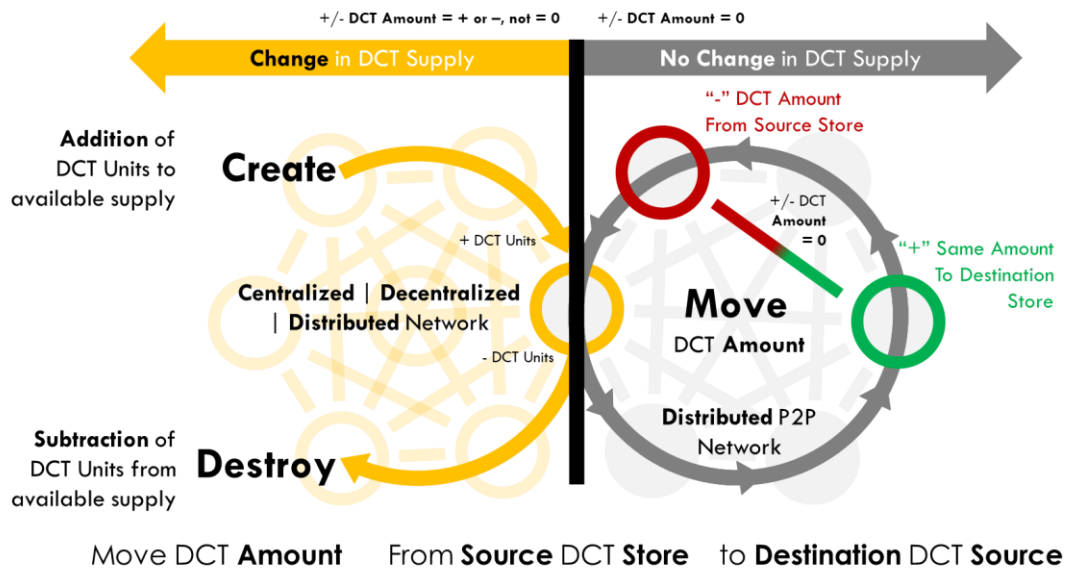 +/- DCT Amount = + or –, not = 0
+/- DCT Amount = 0
Change in DCT Supply
No Change in DCT Supply
Addition of
DCT Units to
available supply
Create
+ DCT Units
Centralized | Decentralized
| Distributed Network
- DCT Units
Subtraction of
DCT Units from
available supply
Destroy
“-” DCT Amount
From Source Store
+/- DCT
Amount
= 0
“+” Same Amount
To Destination
Store
Move
DCT Amount
Distributed P2P
Network
Move DCT Amount From Source DCT Store to Destination DCT Source